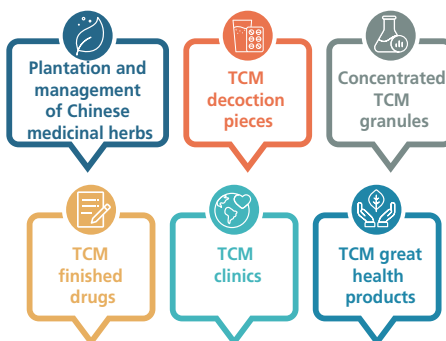 Plantation and
management
of Chinese
medicinal herbs
TCM
decoction
pieces
Concentrated
TCM
granules
TCM
finished
drugs
TCM
clinics
TCM great
health
products